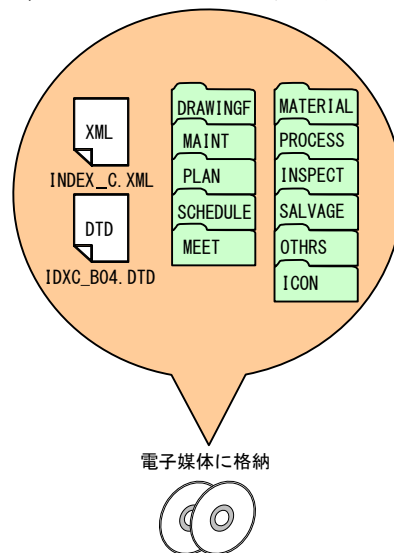 XML
INDEX_C.XML
DTD
IDXC_B04.DTD
DRAWINGF
MAINT
PLAN
SCHEDULE
MEET
MATERIAL
PROCESS
INSPECT
SALVAGE
OTHRS
ICON
電子媒体に格納